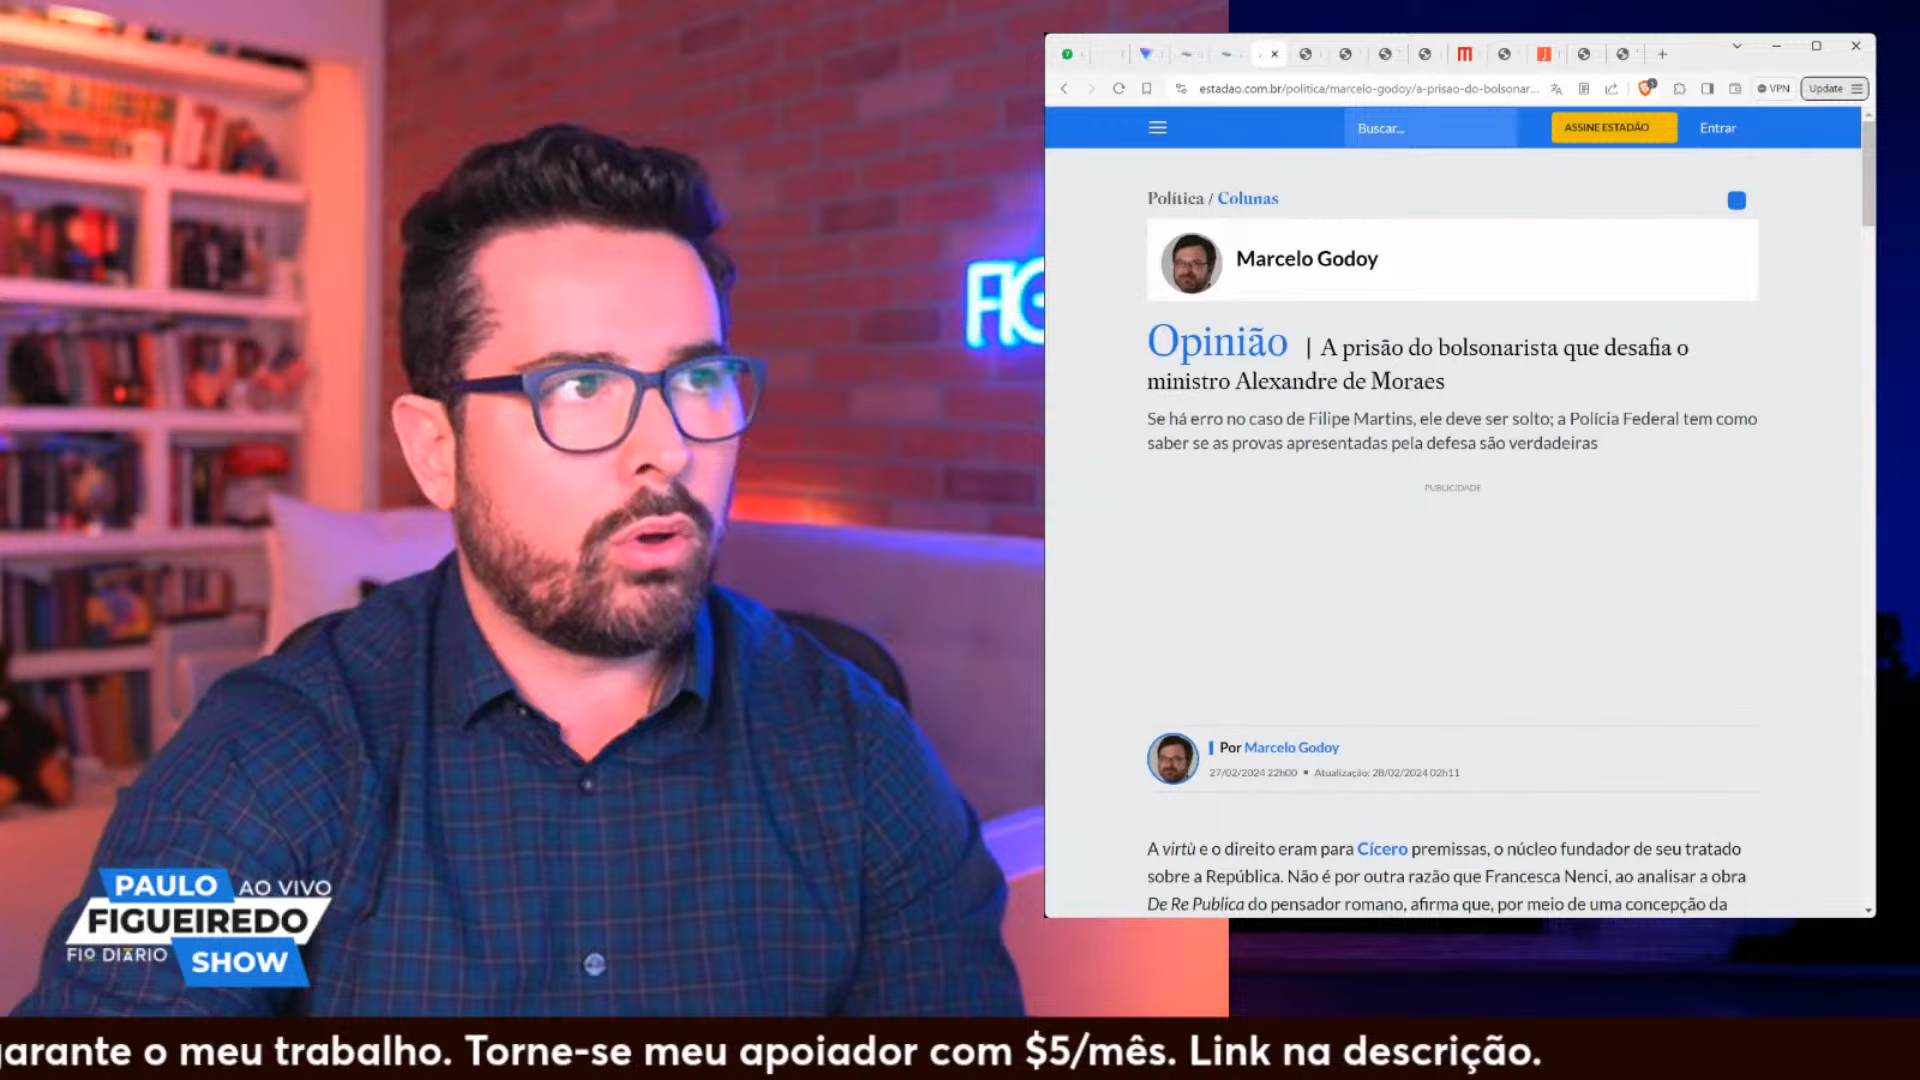 FIG
estadao.com.br/politica/marcelo-godoy/a-prisao-do-bolsonar...
VPN
Update
Buscar...
ASSINE ESTADÃO
Entrar
Política / Colunas
Marcelo Godoy
Opinião | A prisão do bolsonarista que desafia o
ministro Alexandre de Moraes
Se há erro no caso de Filipe Martins, ele deve ser solto; a Polícia Federal tem como
saber se as provas apresentadas pela defesa são verdadeiras
PUBLICIDADE
Por Marcelo Godoy
27/02/2024 22h00 • Atualização: 28/02/2024 02h11
A virtù e o direito eram para Cícero premissas, o núcleo fundador de seu tratado
sobre a República. Não é por outra razão que Francesca Nenci, ao analisar a obra
De Re Publica do pensador romano, afirma que, por meio de uma concepção da
PAULO AO VIVO
FIGUEIREDO
FIO DIÁRIO SHOW
garante o meu trabalho. Torne-se meu apoiador com $5/mês. Link na descrição.